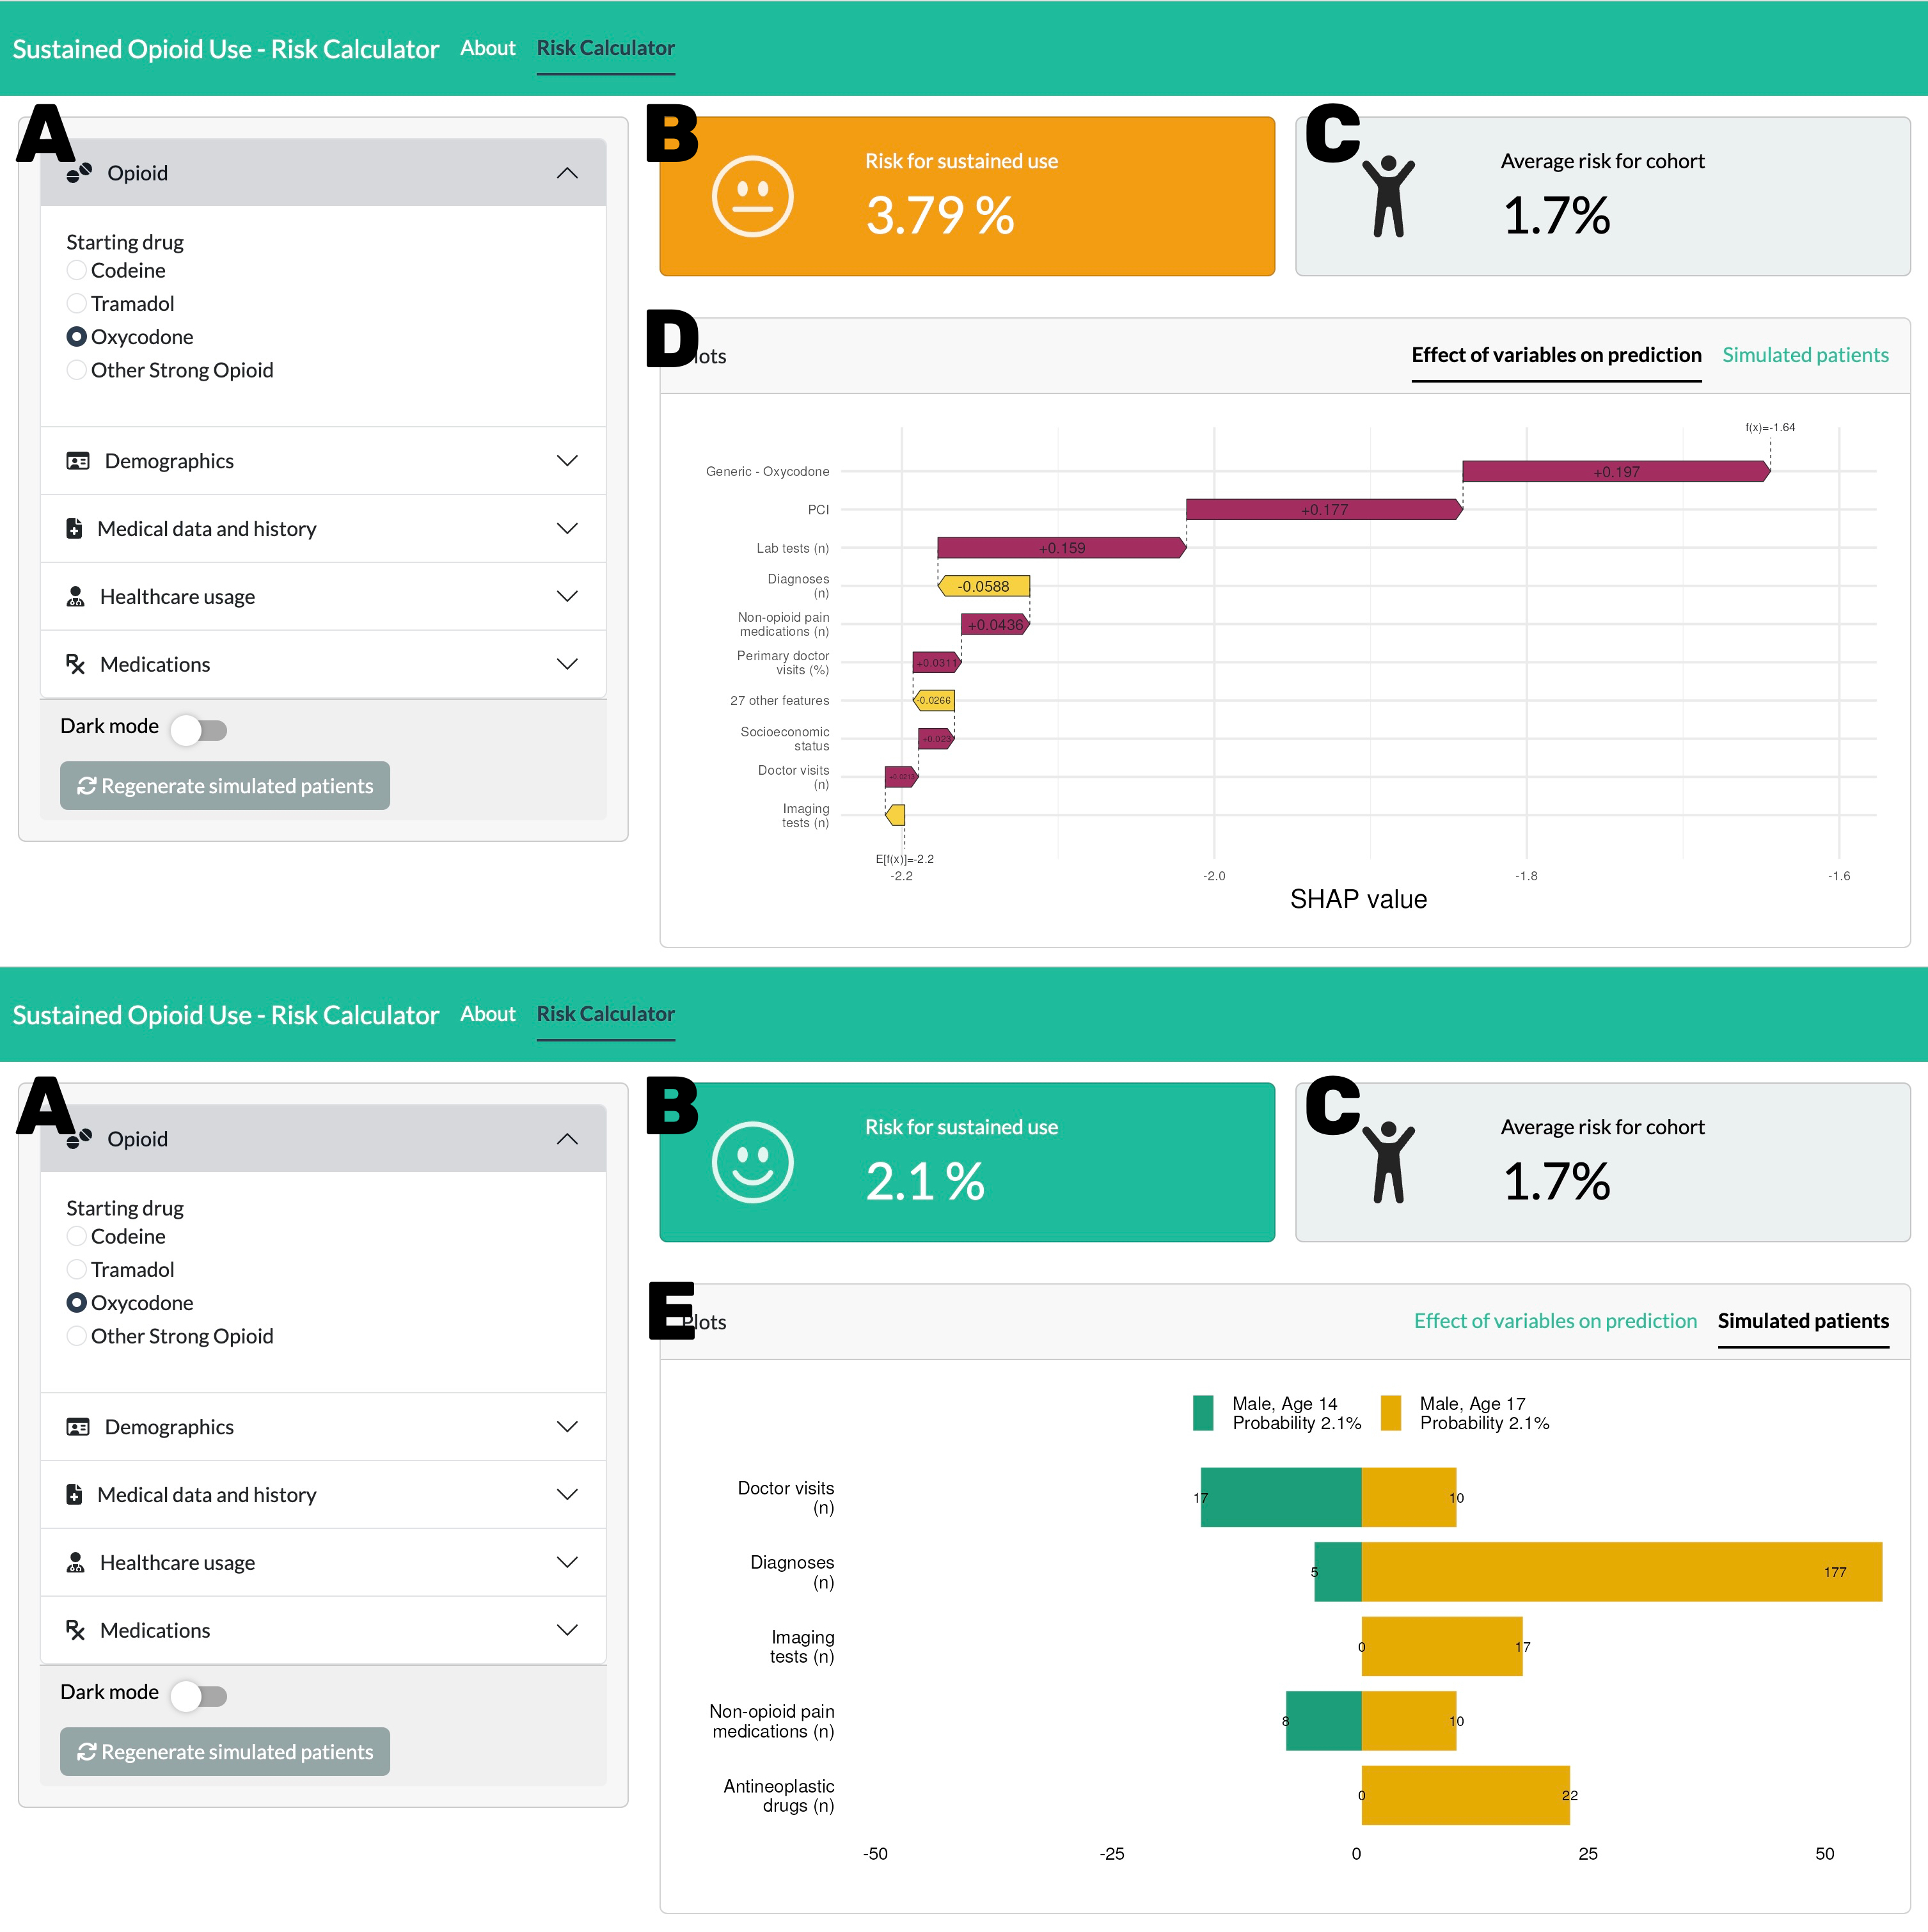 Sustained Opioid Use - Risk Calculator About Risk Calculator
A
Opioid
Starting drug
Codeine
Tramadol
Oxycodone
Other Strong Opioid
Demographics
Medical data and history
Healthcare usage
Medications
Dark mode
Regenerate simulated patients
B
Risk for sustained use
3.79 %
C
Average risk for cohort
1.7%
D
lots
Effect of variables on prediction Simulated patients
f(x)=-1.64
Generic - Oxycodone +0.197
PCI +0.177
Lab tests (n) +0.159
Diagnoses
(n)
-0.0588
Non-opioid pain
medications (n)
+0.0436
Perimary doctor
visits (%)
+0.0311
27 other features -0.0266
Socioeconomic
status
+0.023
Doctor visits
(n)
Imaging
tests (n)
E[f(x)]=-2.2
-2.2 -2.0 -1.8 -1.6
SHAP value
Sustained Opioid Use - Risk Calculator About Risk Calculator
A
Opioid
Starting drug
Codeine
Tramadol
Oxycodone
Other Strong Opioid
Demographics
Medical data and history
Healthcare usage
Medications
Dark mode
Regenerate simulated patients
B
Risk for sustained use
2.1 %
C
Average risk for cohort
1.7%
E
Plots
Effect of variables on prediction Simulated patients
Male, Age 14
Probability 2.1%
Male, Age 17
Probability 2.1%
Doctor visits
(n)
17 10
Diagnoses
(n)
5 177
Imaging
tests (n)
0 17
Non-opioid pain
medications (n)
8 10
Antineoplastic
drugs (n)
0 22
-50 -25 0 25 50